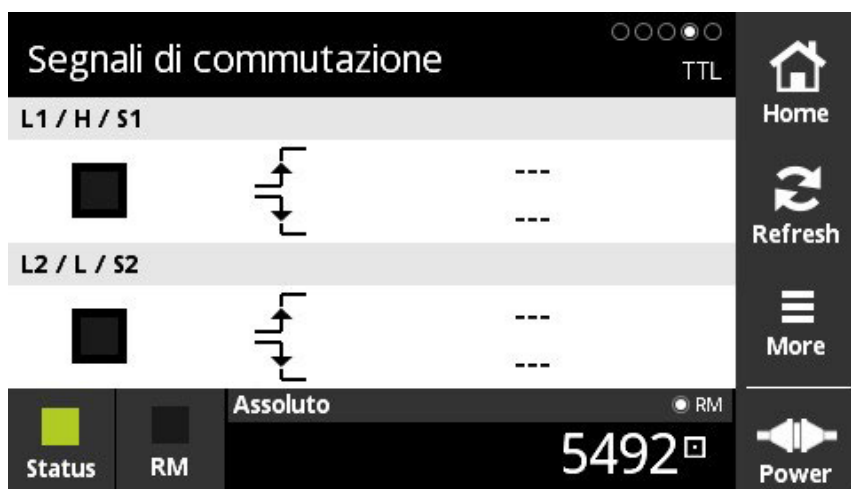 Segnali di commutazione
TTL
L1 / H / S1
---
---
L2 / L / S2
---
---
Assoluto
RM
5492
Status
RM
Home
Refresh
More
Power